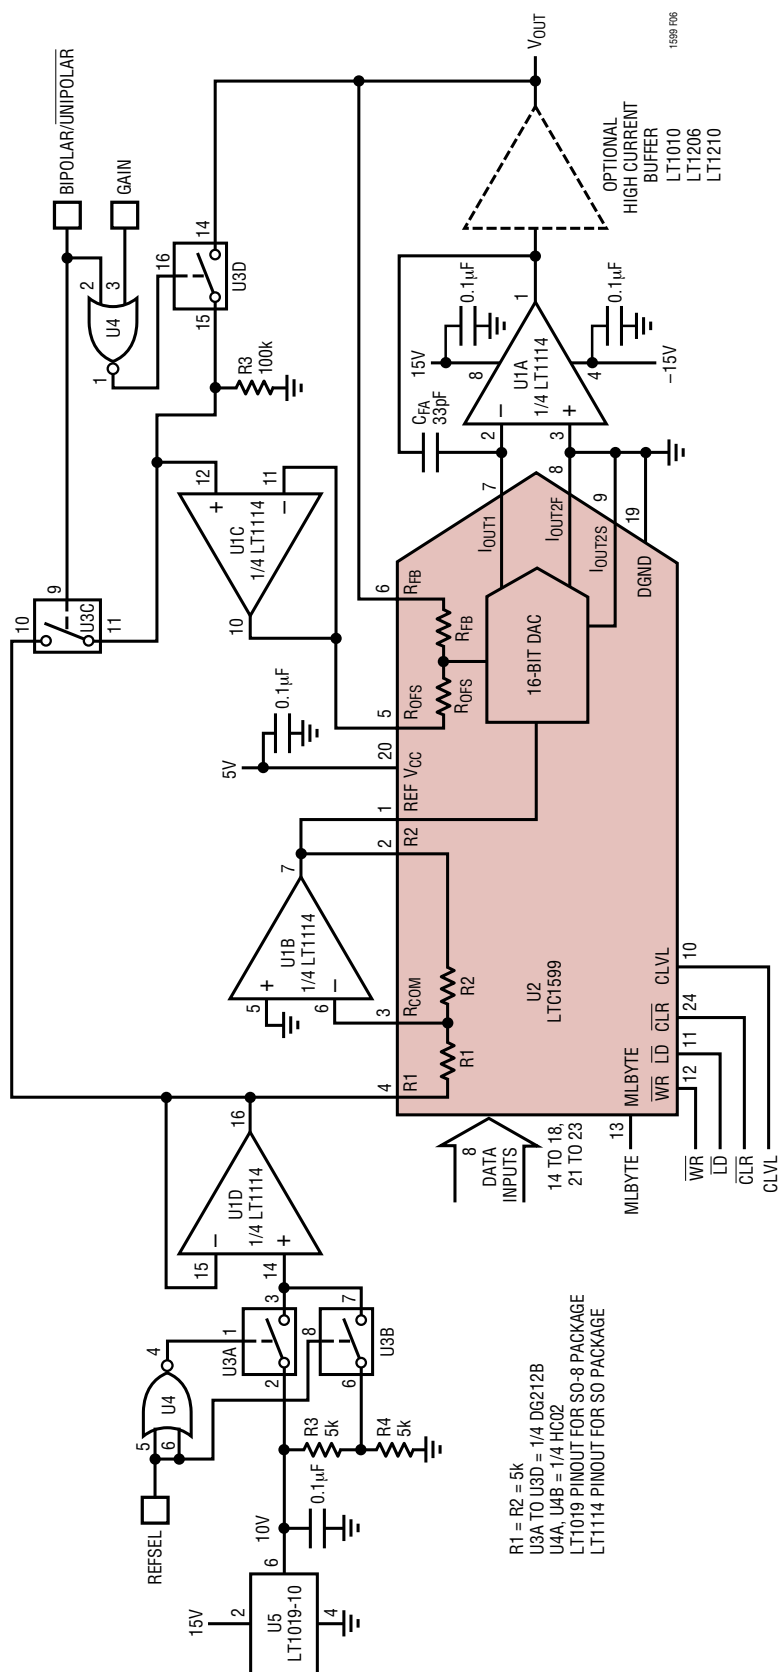 15V
2
U5
LT1019-10
4
6
10V
0.1µF
REFSEL
5
6
U4
4
R3
5k
R4
5k
2
U3A
1
3
6
8
U3B
7
15
14
−
+
U1D
1/4 LT1114
16
5
6
+
−
U1B
1/4 LT1114
7
5V
0.1µF
10
U3C
9
11
BIPOLAR/UNIPOLAR
GAIN
2
3
U4
1
16
15
14
U3D
R3
100k
12
11
+
−
U1C
1/4 LT1114
10
4
3
2
1
20
5
6
R1
RCOM
R2
REF
VCC
ROFS
RFB
R1
R2
ROFS
RFB
16-BIT DAC
U2
LTC1599
IOUT1
7
IOUT2F
8
IOUT2S
9
DGND
19
CFA
33pF
2
3
−
+
U1A
1/4 LT1114
15V
8
0.1µF
4
0.1µF
−15V
1
OPTIONAL
HIGH CURRENT
BUFFER
LT1010
LT1206
LT1210
VOUT
8
DATA
INPUTS
14 TO 18,
21 TO 23
MLBYTE
13
MLBYTE
WR
LD
CLR
CLVL
12
11
24
10
WR
LD
CLR
CLVL
R1 = R2 = 5k
U3A TO U3D = 1/4 DG212B
U4A, U4B = 1/4 HC02
LT1019 PINOUT FOR SO-8 PACKAGE
LT1114 PINOUT FOR SO PACKAGE
1599 F06